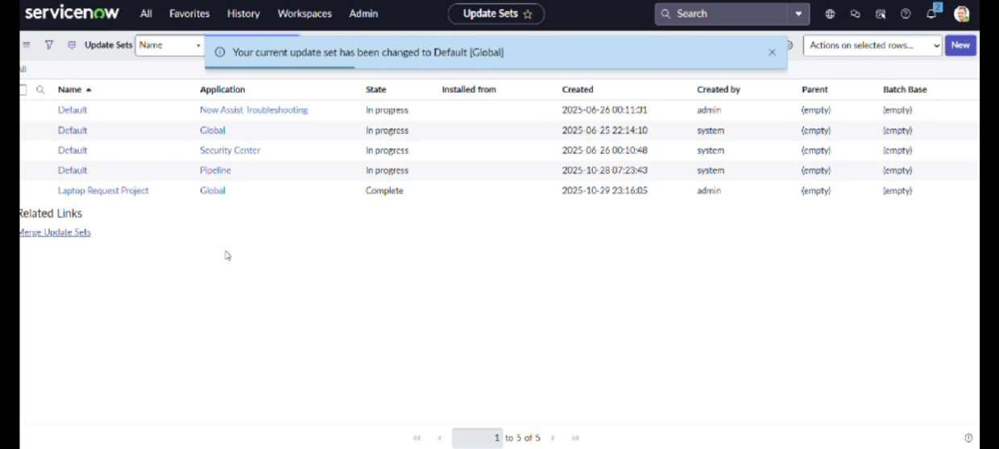 servicenow All Favorites History Workspaces Admin Update Sets Search 2
Update Sets Name Your current update set has been changed to Default [Global] Actions on selected rows... New
Name Application State Installed from Created Created by Parent Batch Base
Default Now Assist Troubleshooting In progress 2025-06-26 00:11:31 admin (empty) (empty)
Default Global In progress 2025-06-25 22:14:10 system (empty) (empty)
Default Security Center In progress 2025-06-26 00:10:48 system (empty) (empty)
Default Pipeline In progress 2025-10-28 07:23:43 system (empty) (empty)
Laptop Request Project Global Complete 2025-10-29 23:16:05 admin (empty) (empty)
Related Links
Merge Update Sets
1 to 5 of 5